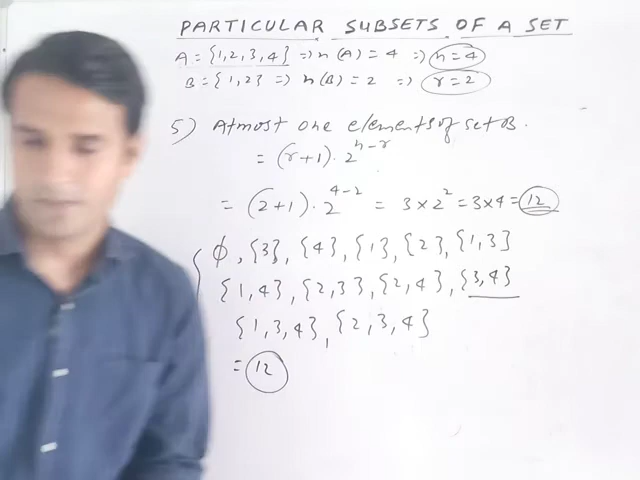 PARTICULAR SUBSETS OF A SET
A = {1,2,3,4} ⇒ n(A) = 4 ⇒ n=4
B = {1,2} ⇒ n(B) = 2 ⇒ r=2
5) Atmost one elements of set B.
= (r+1) · 2^{n-r}
= (2+1) · 2^{4-2} = 3 × 2^2 = 3 × 4 = 12
{ ϕ, {3}, {4}, {1}, {2}, {1,3}
{1,4}, {2,3}, {2,4}, {3,4}
{1,3,4}, {2,3,4}
= 12